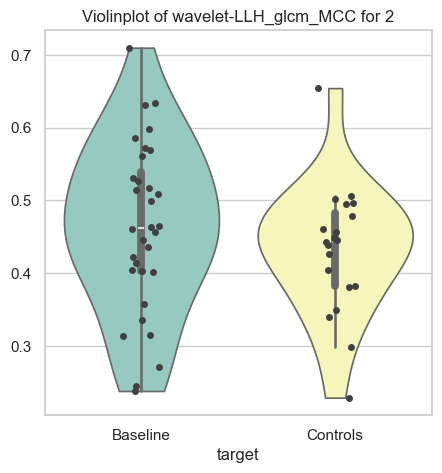 Violinplot of wavelet-LLH_glcm_MCC for 2
0.7
0.6
0.5
0.4
0.3
Baseline Controls
target